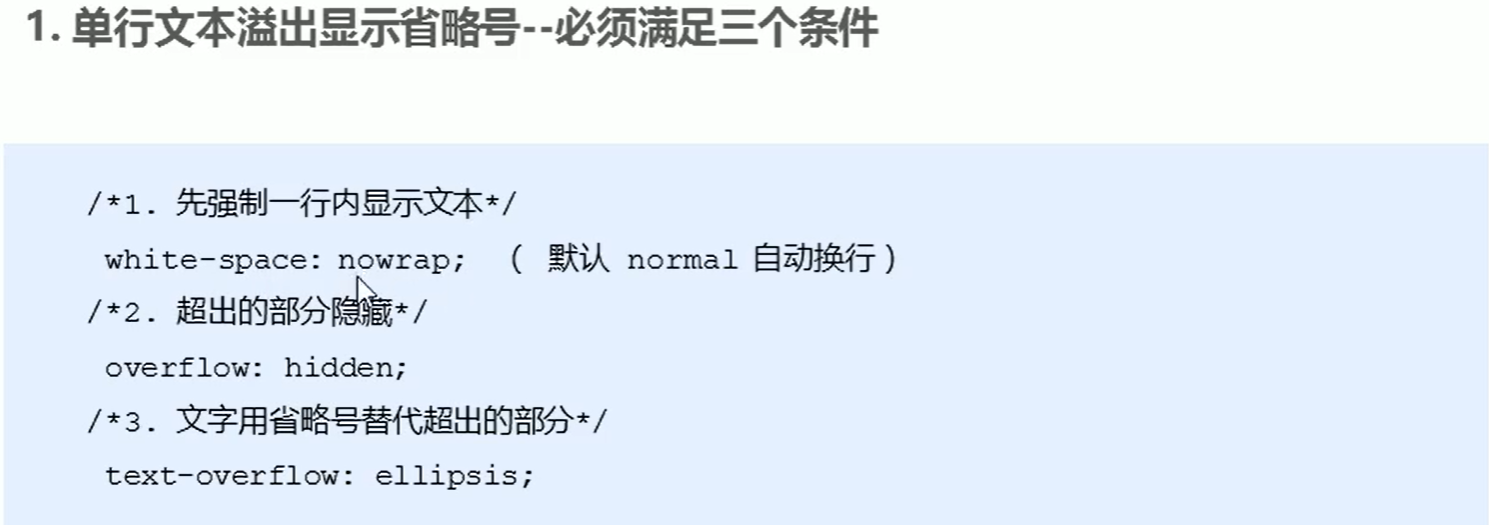 1. 单行文本溢出显示省略号--必须满足三个条件
/*1. 先强制一行内显示文本*/
white-space: nowrap; （ 默认 normal 自动换行）
/*2. 超出的部分隐藏*/
overflow: hidden;
/*3. 文字用省略号替代超出的部分*/
text-overflow: ellipsis;